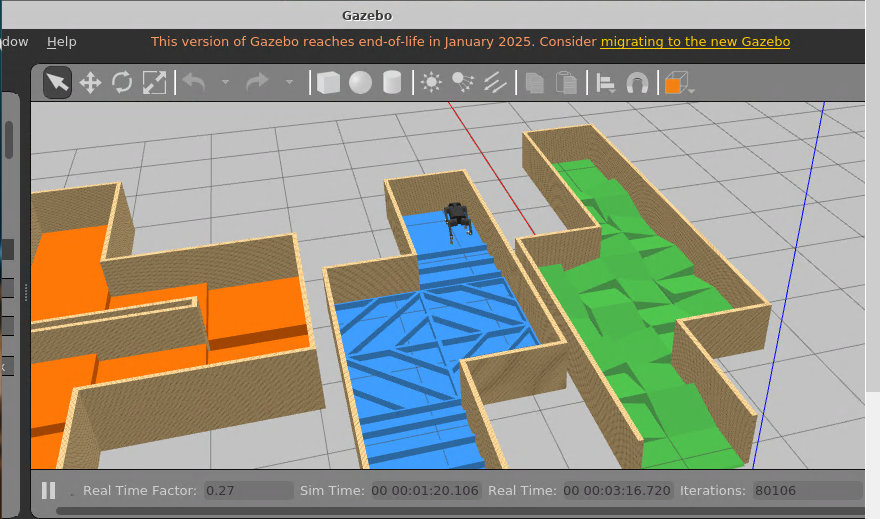 Gazebo
dow Help This version of Gazebo reaches end-of-life in January 2025. Consider migrating to the new Gazebo
Real Time Factor: 0.27 Sim Time: 00 00:01:20.106 Real Time: 00 00:03:16.720 Iterations: 80106